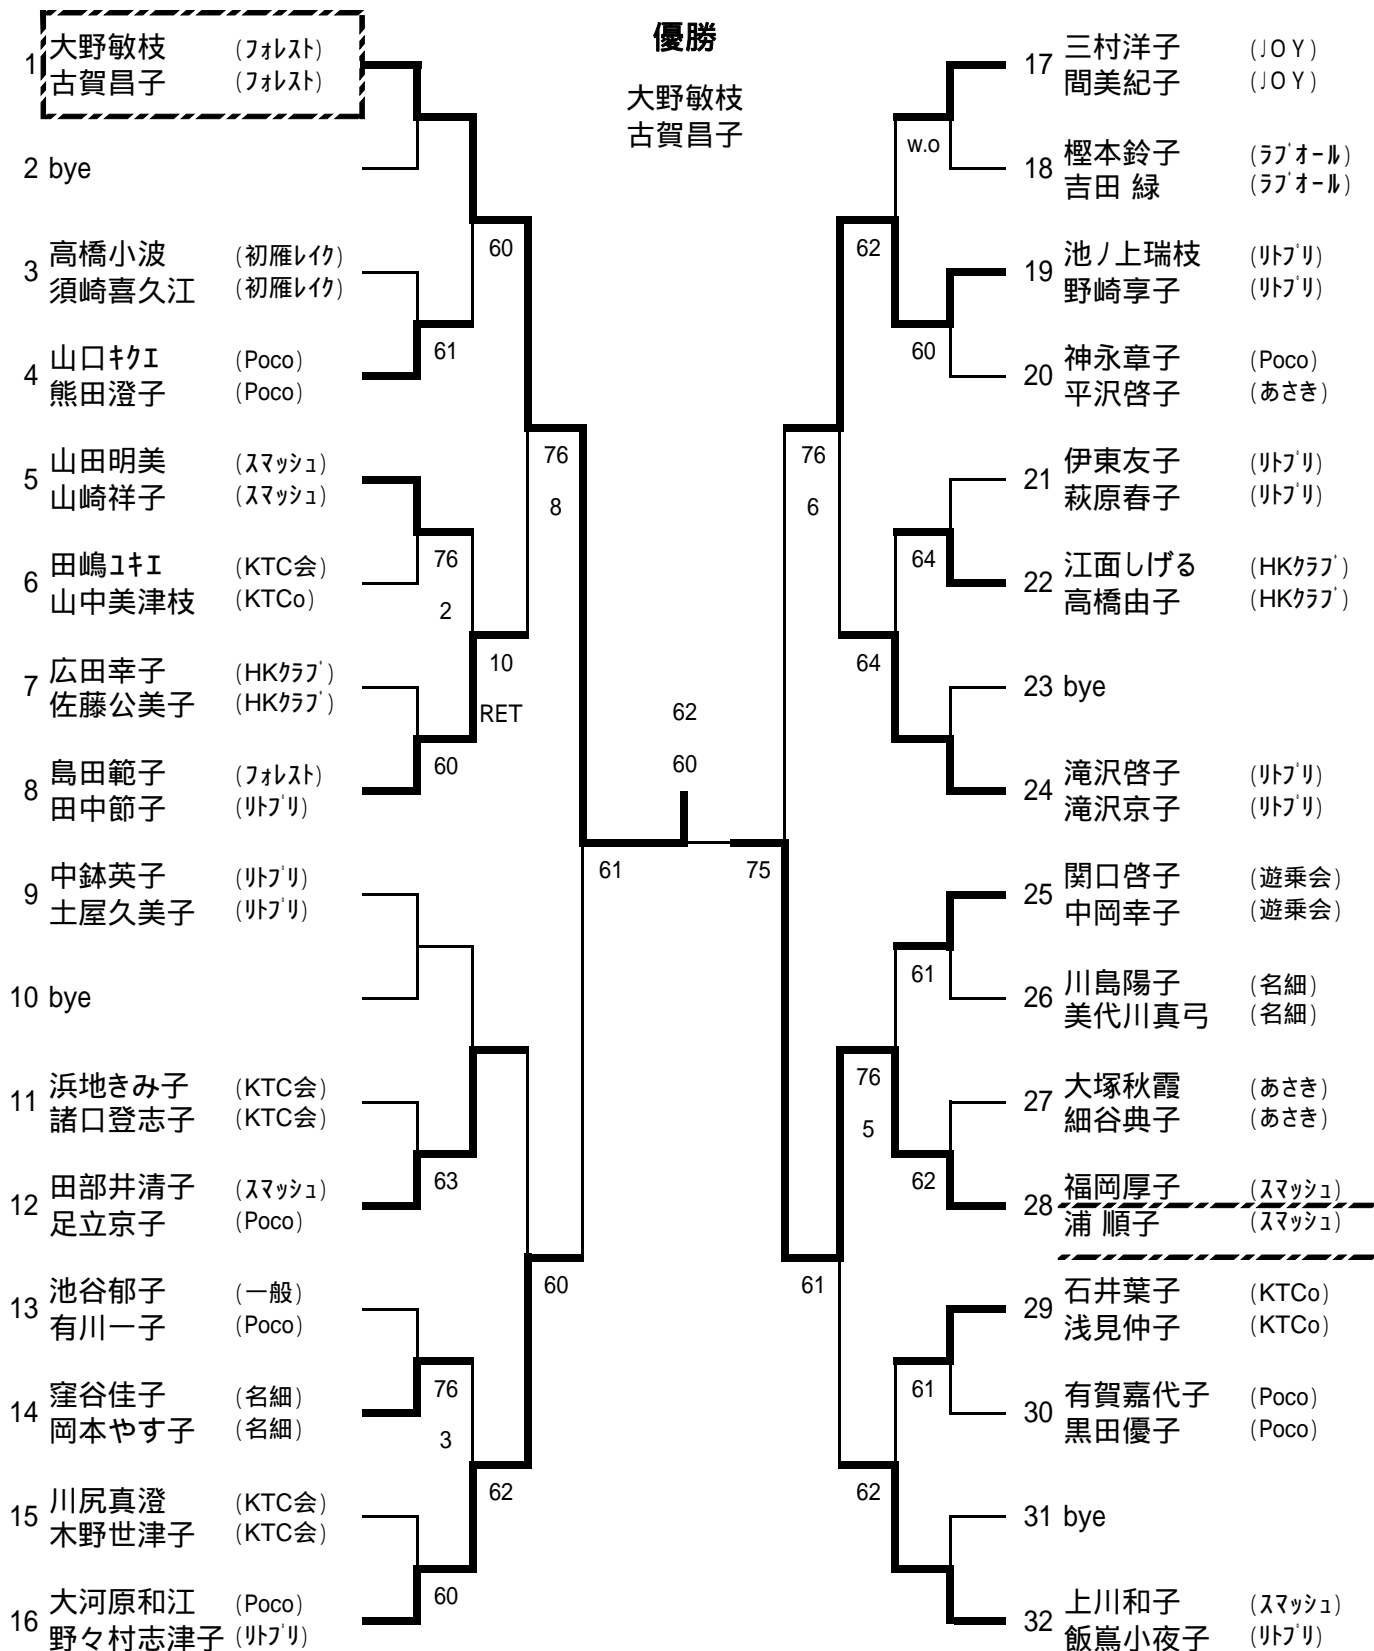 優勝
大野敏枝
古賀昌子
1 大野敏枝 (フォレスト)
古賀昌子 (フォレスト)
2 bye
3 高橋小波 (初雁レイク)
須崎喜久江 (初雁レイク)
4 山口キクエ (Poco)
熊田澄子 (Poco)
5 山田明美 (スマッシュ)
山崎祥子 (スマッシュ)
6 田嶋ユキエ (KTC会)
山中美津枝 (KTCo)
7 広田幸子 (HKクラブ)
佐藤公美子 (HKクラブ)
8 島田範子 (フォレスト)
田中節子 (リトプリ)
9 中鉢英子 (リトプリ)
土屋久美子 (リトプリ)
10 bye
11 浜地きみ子 (KTC会)
諸口登志子 (KTC会)
12 田部井清子 (スマッシュ)
足立京子 (Poco)
13 池谷郁子 (一般)
有川一子 (Poco)
14 窪谷佳子 (名細)
岡本やす子 (名細)
15 川尻真澄 (KTC会)
木野世津子 (KTC会)
16 大河原和江 (Poco)
野々村志津子 (リトプリ)
61
76
2
60
63
76
3
60
60
10
RET
62
76
8
60
61
62
60
75
76
6
61
62
64
76
5
62
w.o
60
64
61
62
61
17 三村洋子 (JOY)
間美紀子 (JOY)
18 樫本鈴子 (ラブオール)
吉田 緑 (ラブオール)
19 池ノ上瑞枝 (リトプリ)
野崎享子 (リトプリ)
20 神永章子 (Poco)
平沢啓子 (あさき)
21 伊東友子 (リトプリ)
萩原春子 (リトプリ)
22 江面しげる (HKクラブ)
高橋由子 (HKクラブ)
23 bye
24 滝沢啓子 (リトプリ)
滝沢京子 (リトプリ)
25 関口啓子 (遊乗会)
中岡幸子 (遊乗会)
26 川島陽子 (名細)
美代川真弓 (名細)
27 大塚秋霞 (あさき)
細谷典子 (あさき)
28 福岡厚子 (スマッシュ)
浦 順子 (スマッシュ)
29 石井葉子 (KTCo)
浅見仲子 (KTCo)
30 有賀嘉代子 (Poco)
黒田優子 (Poco)
31 bye
32 上川和子 (スマッシュ)
飯嶌小夜子 (リトプリ)